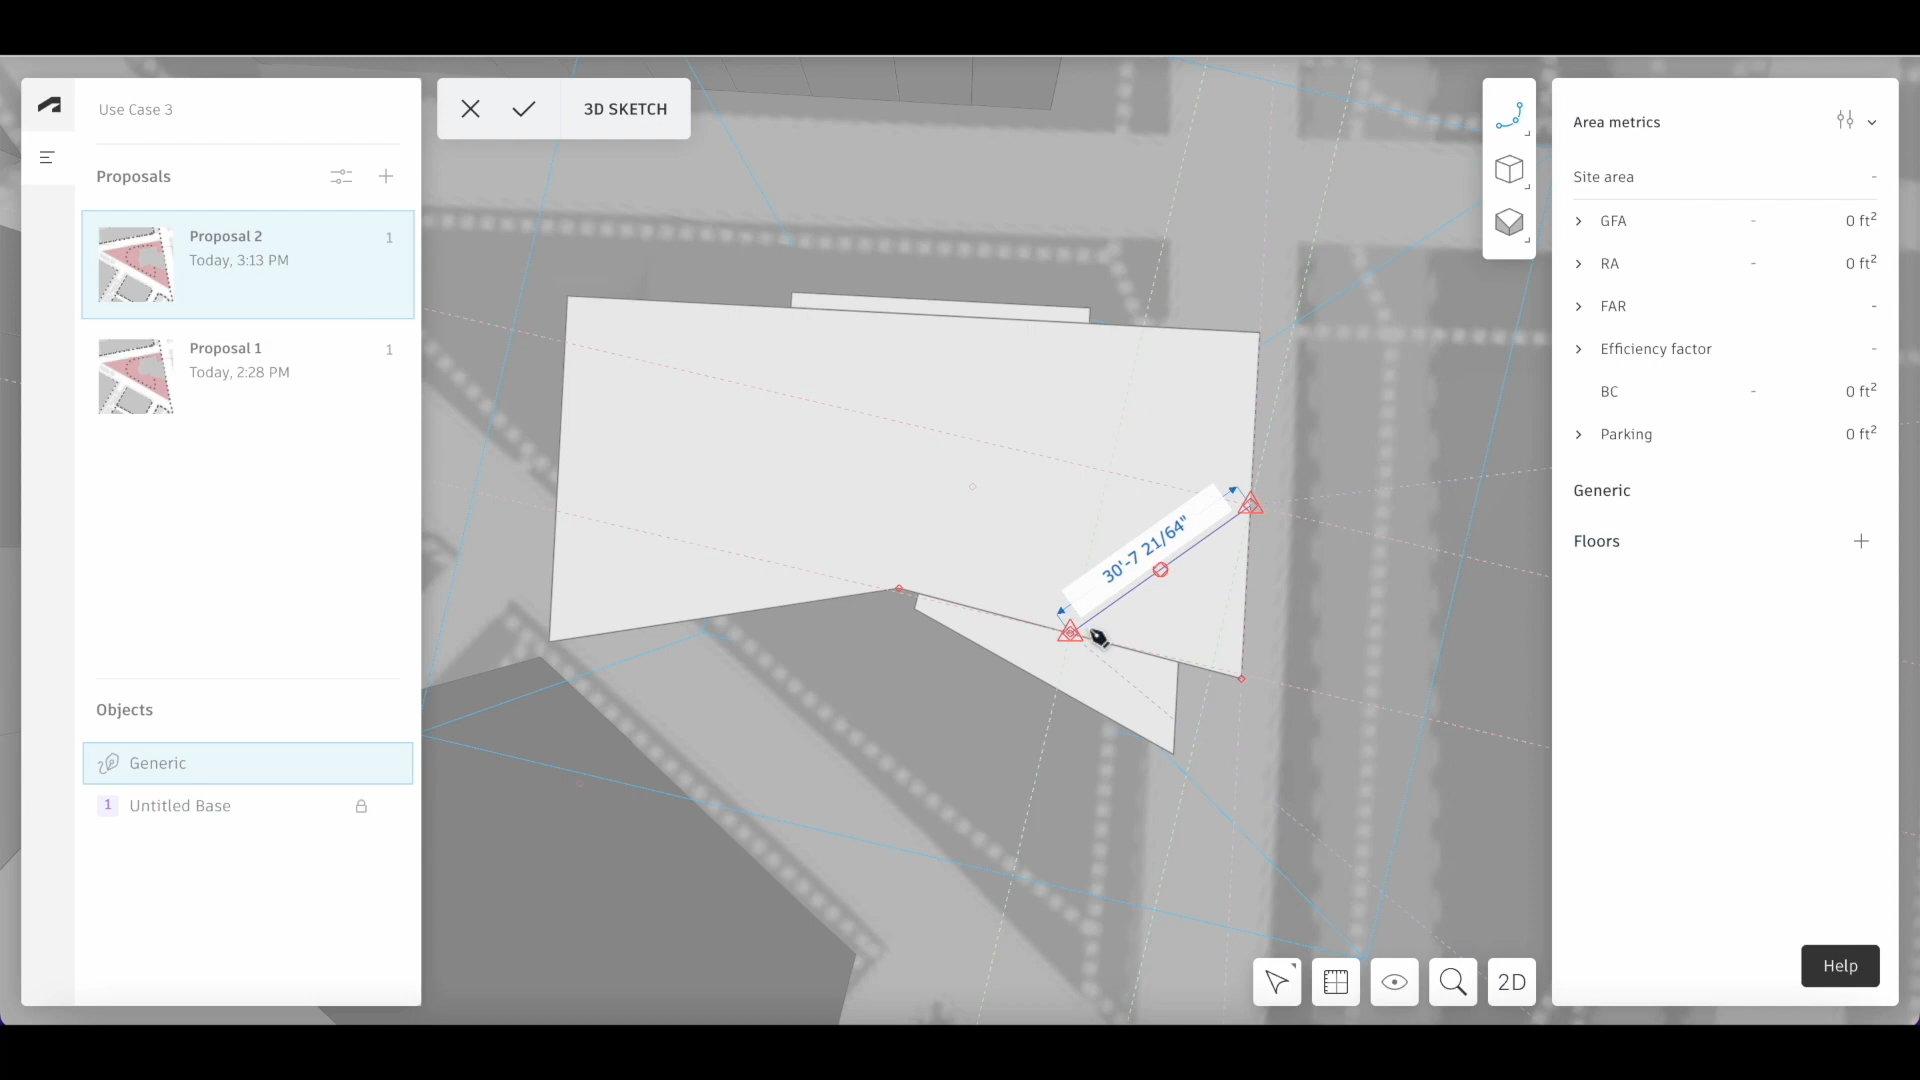 Use Case 3
3D SKETCH
Proposals
Proposal 2
1
Today, 3:13 PM
Proposal 1
1
Today, 2:28 PM
Objects
Generic
1
Untitled Base
30'-7 21/64"
Area metrics
Site area -
GFA - 0 ft²
RA - 0 ft²
FAR -
Efficiency factor -
BC - 0 ft²
Parking 0 ft²
Generic
Floors
Help
2D